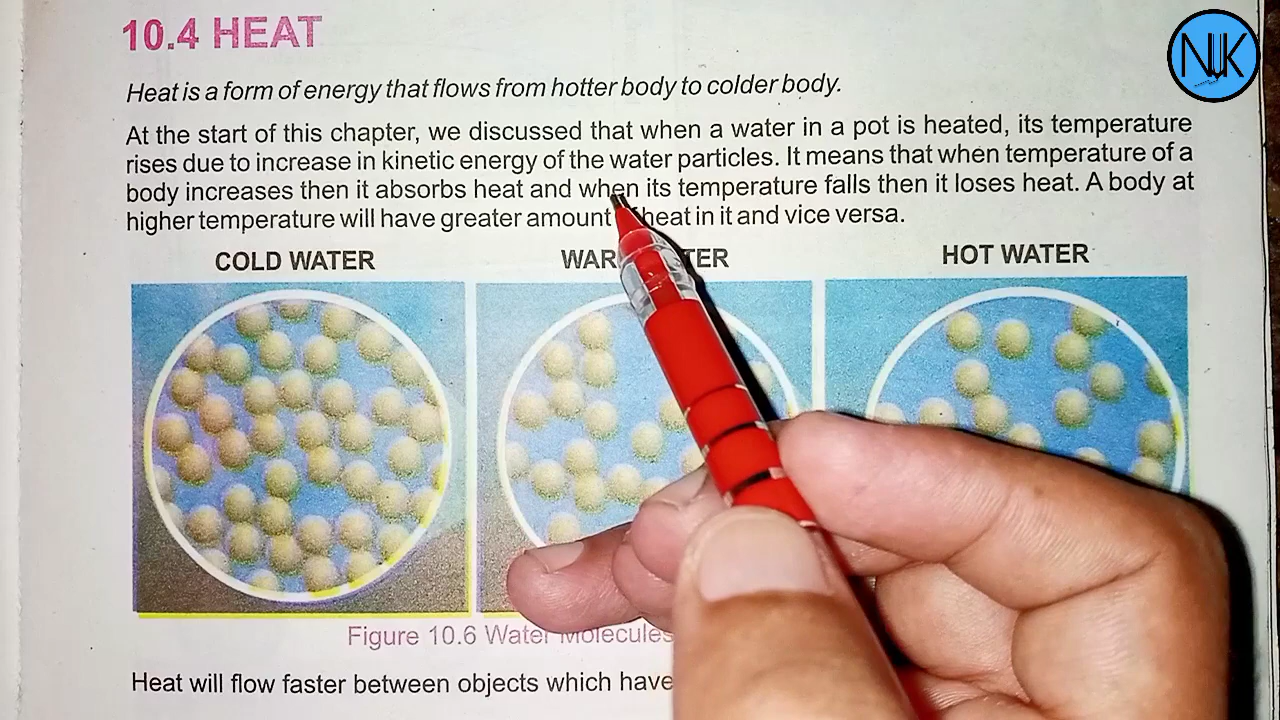 10.4 HEAT
NK
Heat is a form of energy that flows from hotter body to colder body.
At the start of this chapter, we discussed that when a water in a pot is heated, its temperature
rises due to increase in kinetic energy of the water particles. It means that when temperature of a
body increases then it absorbs heat and when its temperature falls then it loses heat. A body at
higher temperature will have greater amount heat in it and vice versa.
COLD WATER
HOT WATER
Figure 10.6 Water Molecules
Heat will flow faster between objects which have